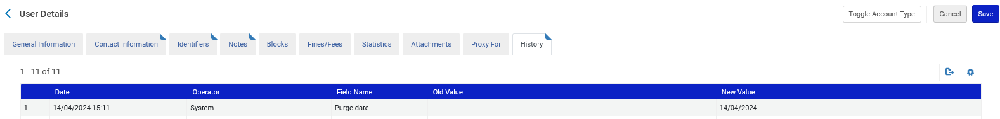 User Details
Toggle Account Type Cancel Save
General Information Contact Information Identifiers Notes Blocks Fines/Fees Statistics Attachments Proxy For History
1 - 11 of 11
Date Operator Field Name Old Value New Value
1 14/04/2024 15:11 System Purge date - 14/04/2024